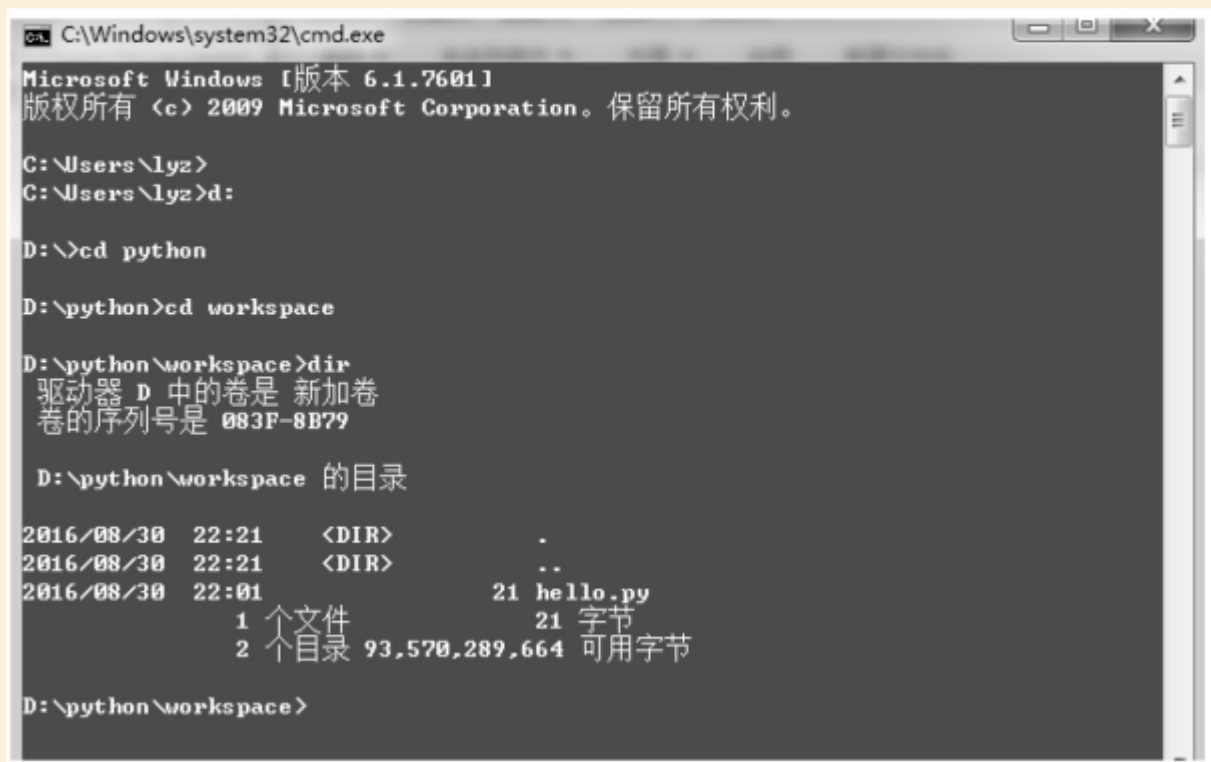 C:\Windows\system32\cmd.exe
Microsoft Windows [版本 6.1.7601]
版权所有 (c) 2009 Microsoft Corporation。保留所有权利。
C:\Users\lyz>
C:\Users\lyz>d:
D:\>cd python
D:\python>cd workspace
D:\python\workspace>dir
驱动器 D 中的卷是 新加卷
卷的序列号是 083F-8B79
D:\python\workspace 的目录
2016/08/30 22:21 <DIR> .
2016/08/30 22:21 <DIR> ..
2016/08/30 22:01 21 hello.py
1 个文件 21 字节
2 个目录 93,570,289,664 可用字节
D:\python\workspace>